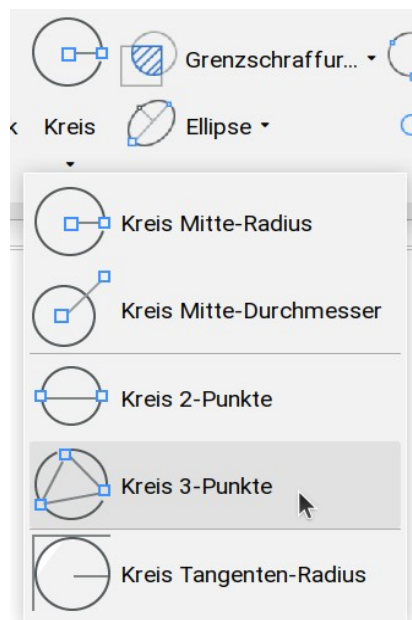 Grenzschraffur...
Kreis
Ellipse
Kreis Mitte-Radius
Kreis Mitte-Durchmesser
Kreis 2-Punkte
Kreis 3-Punkte
Kreis Tangenten-Radius